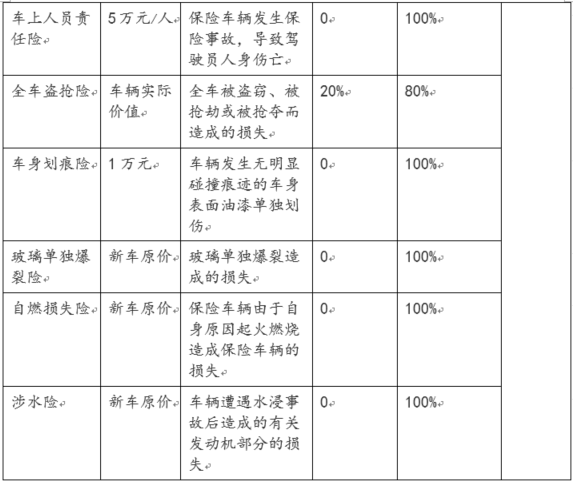 车上人员责
任险
5万元/人
保险车辆发生保
险事故，导致驾
驶员人身伤亡
0
100%
全车盗抢险
车辆实际
价值
全车被盗窃、被
抢劫或被抢夺而
造成的损失
20%
80%
车身划痕险
1万元
车辆发生无明显
碰撞痕迹的车身
表面油漆单独划
伤
0
100%
玻璃单独爆
裂险
新车原价
玻璃单独爆裂造
成的损失
0
100%
自燃损失险
新车原价
保险车辆由于自
身原因起火燃烧
造成保险车辆的
损失
0
100%
涉水险
新车原价
车辆遭遇水浸事
故后造成的有关
发动机部分的损
失
0
100%